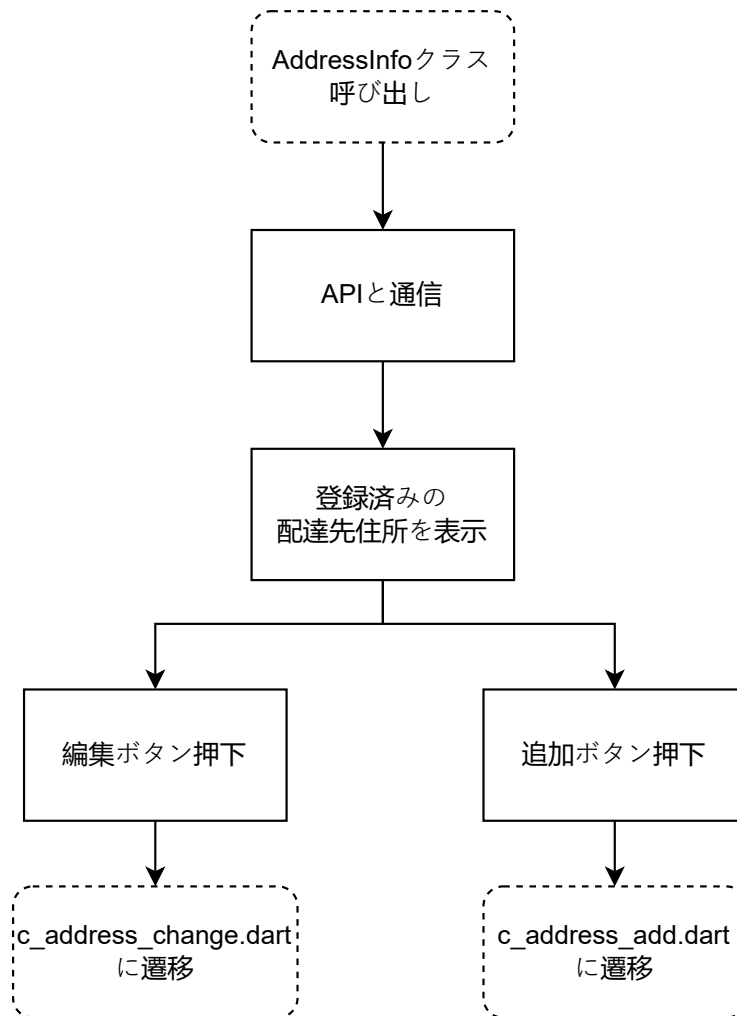 AddressInfoクラス
呼び出し
APIと通信
登録済みの
配達先住所を表示
編集ボタン押下
追加ボタン押下
c_address_change.dart
に遷移
c_address_add.dart
に遷移